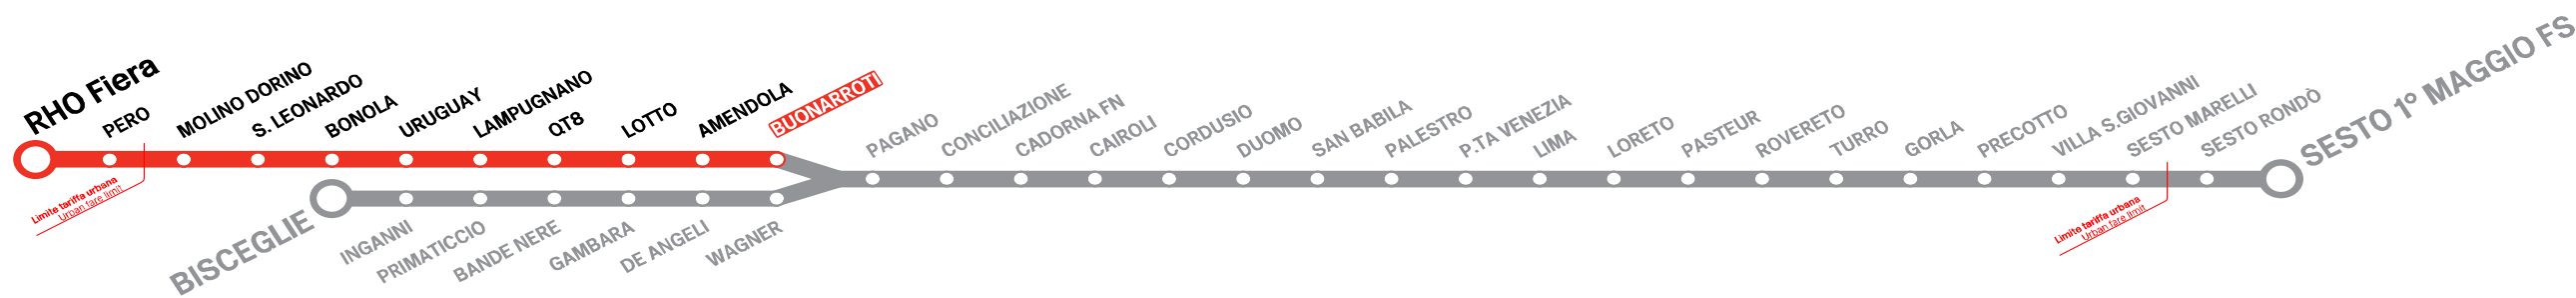 RHO Fiera
PERO
MOLINO DORINO
S. LEONARDO
BONOLA
URUGUAY
LAMPUGNANO
QT8
LOTTO
AMENDOLA
BUONARROTI
PAGANO
CONCILIAZIONE
CADORNA FN
CAIROLI
CORDUSIO
DUOMO
SAN BABILA
PALESTRO
P.TA VENEZIA
LIMA
LORETO
PASTEUR
ROVERETO
TURRO
GORLA
PRECOTTO
VILLA S.GIOVANNI
SESTO MARELLI
SESTO RONDÒ
SESTO 1° MAGGIO FS
Limite tariffa urbana
Urban fare limit
BISCEGLIE
INGANNI
PRIMATICCIO
BANDE NERE
GAMBARA
DE ANGELI
WAGNER
Limite tariffa urbana
Urban fare limit